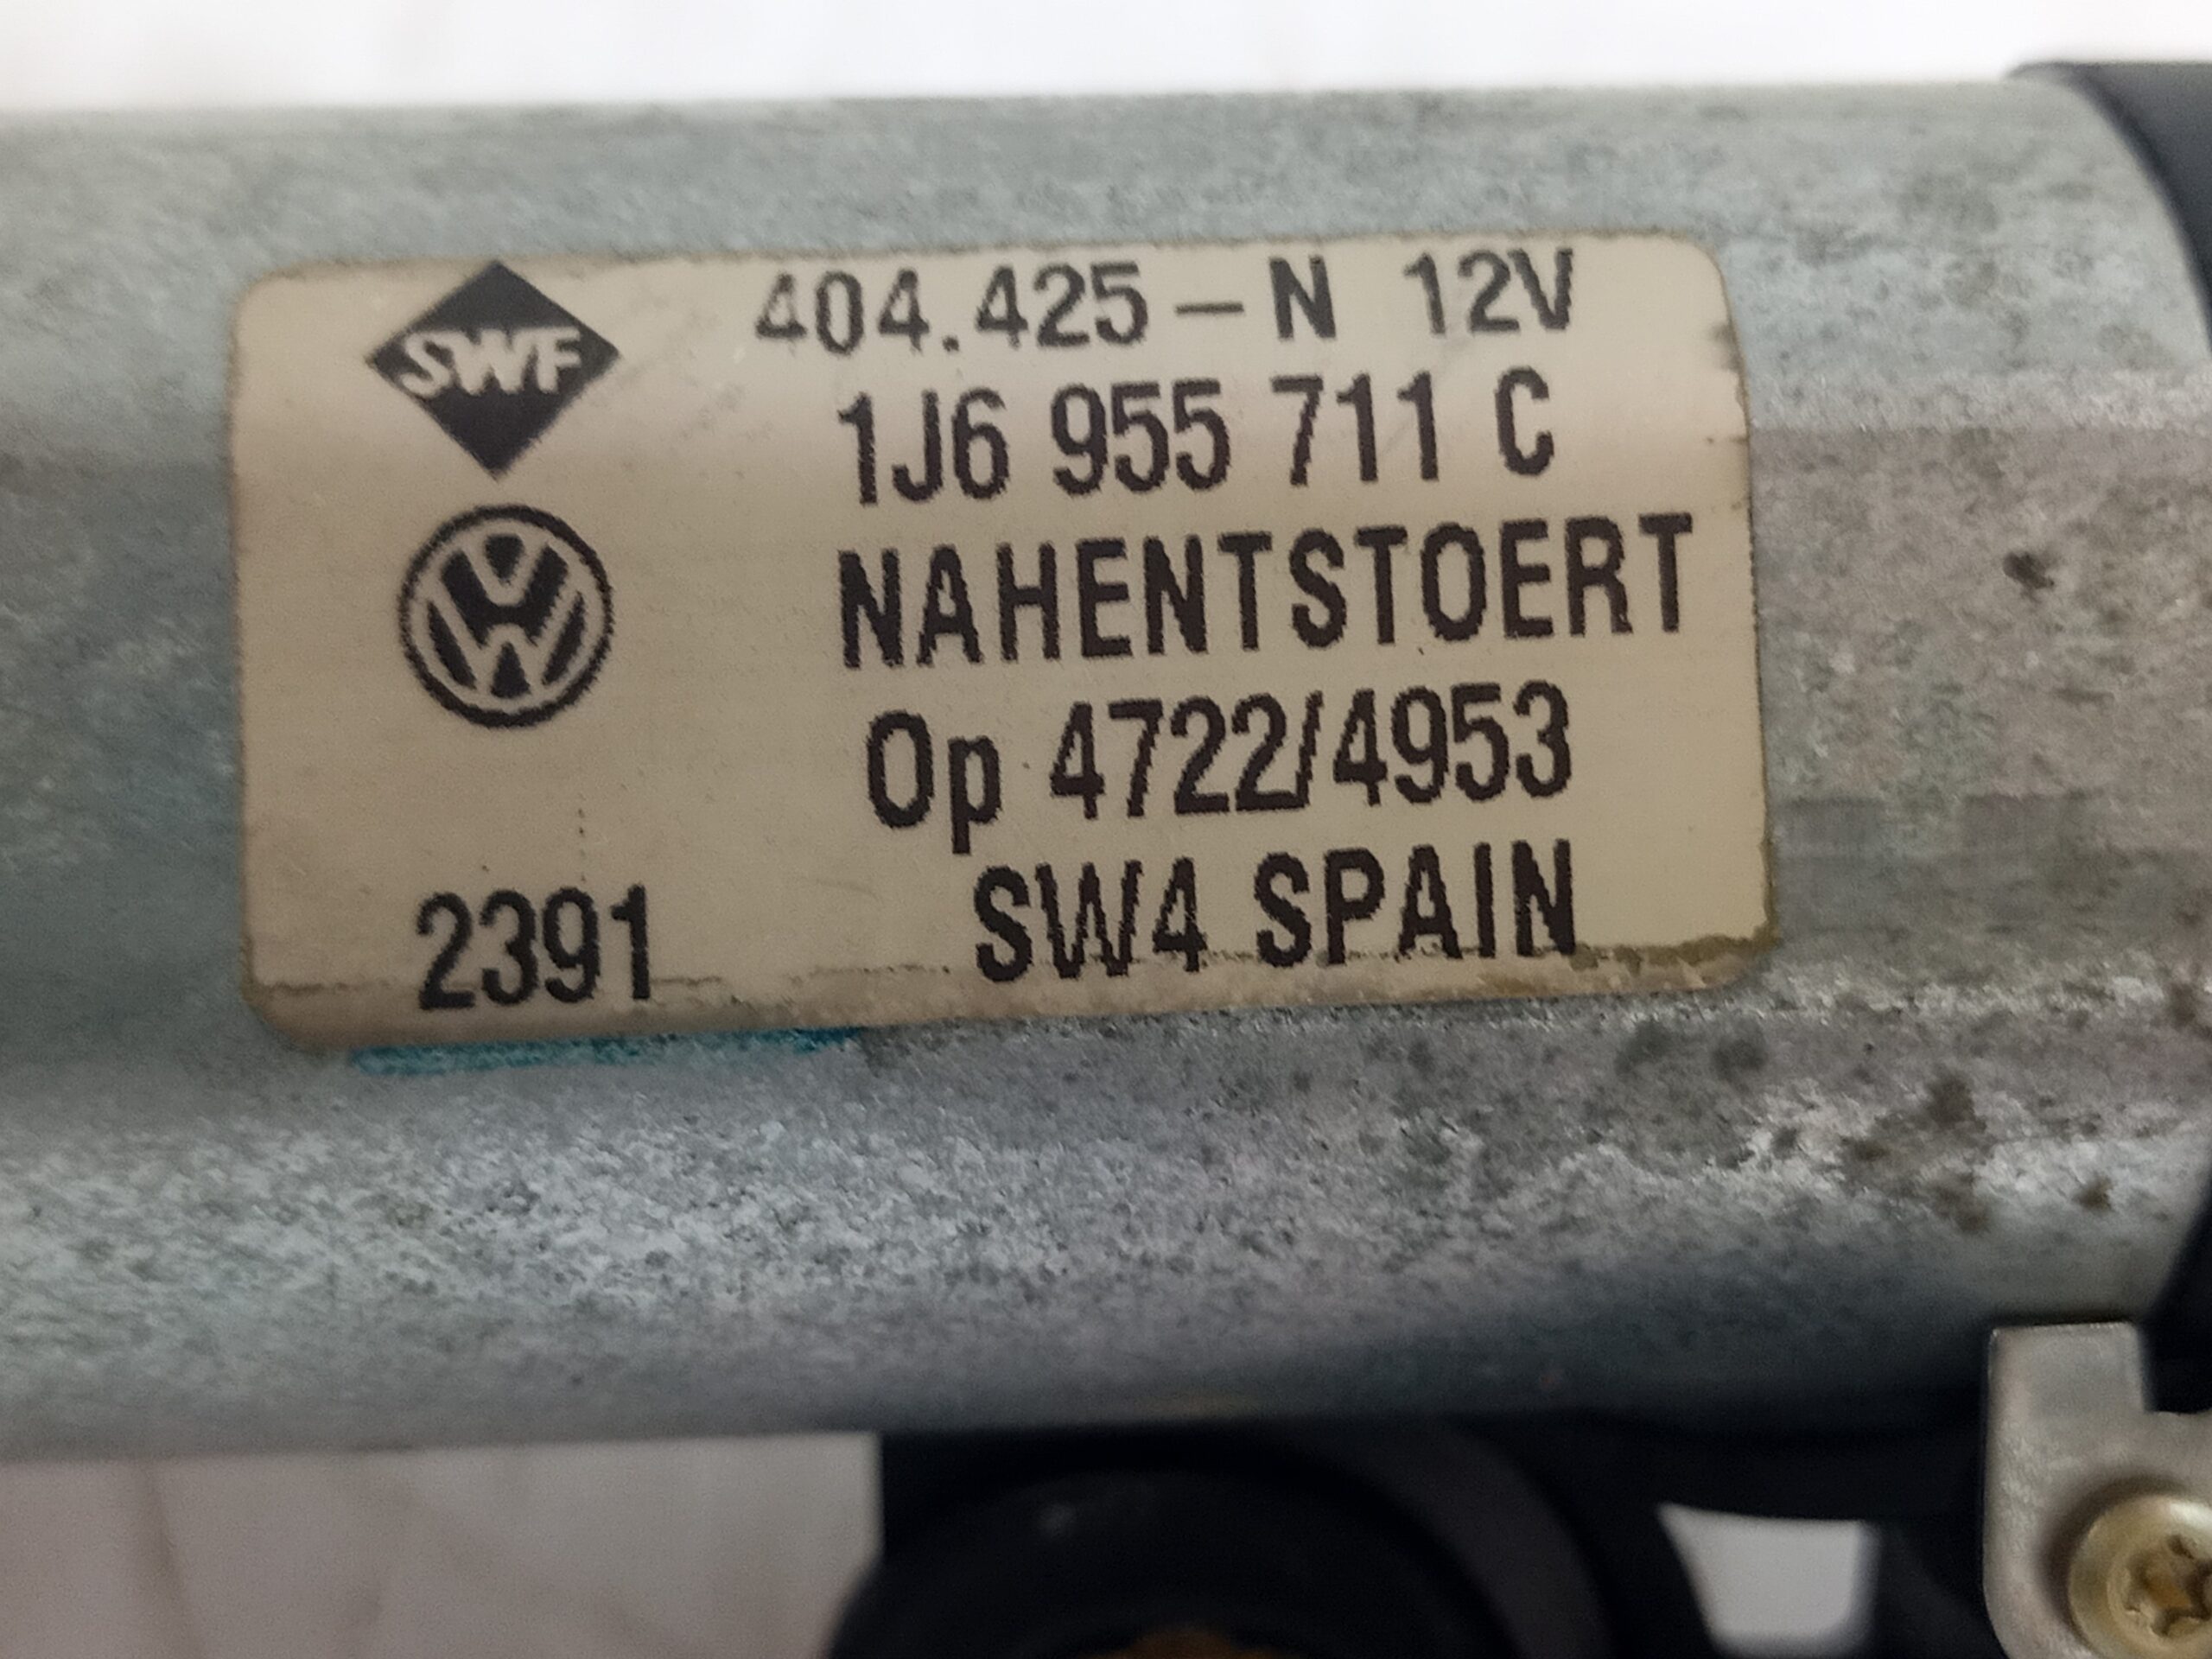 SWF 404.425-N 12V
1J6 955 711 C
NAHENTSTOERT
Op 4722/4953
2391 SW4 SPAIN